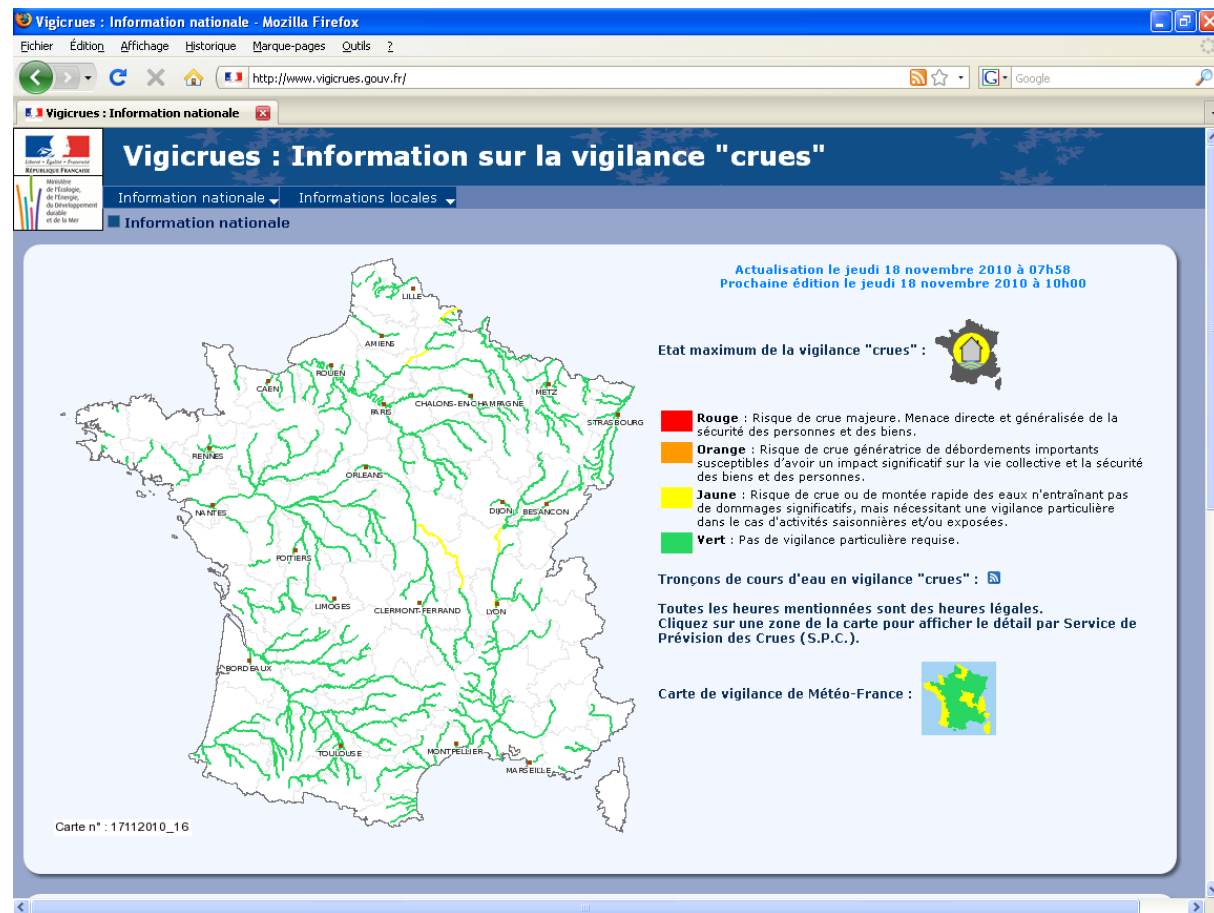 Vigicrues : Information nationale - Mozilla Firefox
Fichier Édition Affichage Historique Marque-pages Outils ?
http://www.vigicrues.gouv.fr/
G Google
Vigicrues : Information nationale
Liberté • Égalité • Fraternité
RÉPUBLIQUE FRANÇAISE
Ministère
de l'Écologie,
de l'Énergie,
du Développement
durable
et de la Mer
Vigicrues : Information sur la vigilance "crues"
Information nationale Informations locales
Information nationale
Actualisation le jeudi 18 novembre 2010 à 07h58
Prochaine édition le jeudi 18 novembre 2010 à 10h00
LILLE
AMIENS
ROUEN
CAEN
METZ
PARIS
CHALONS-EN-CHAMPAGNE
STRASBOURG
RENNES
ORLEANS
NANTES
DIJON
BESANCON
POITIERS
LIMOGES
CLERMONT-FERRAND
LYON
BORDEAUX
TOULOUSE
MONTPELLIER
MARSEILLE
Carte n° : 17112010_16
Etat maximum de la vigilance "crues" :
Rouge : Risque de crue majeure. Menace directe et généralisée de la
sécurité des personnes et des biens.
Orange : Risque de crue génératrice de débordements importants
susceptibles d'avoir un impact significatif sur la vie collective et la sécurité
des biens et des personnes.
Jaune : Risque de crue ou de montée rapide des eaux n'entraînant pas
de dommages significatifs, mais nécessitant une vigilance particulière
dans le cas d'activités saisonnières et/ou exposées.
Vert : Pas de vigilance particulière requise.
Tronçons de cours d'eau en vigilance "crues" :
Toutes les heures mentionnées sont des heures légales.
Cliquez sur une zone de la carte pour afficher le détail par Service de
Prévision des Crues (S.P.C.).
Carte de vigilance de Météo-France :